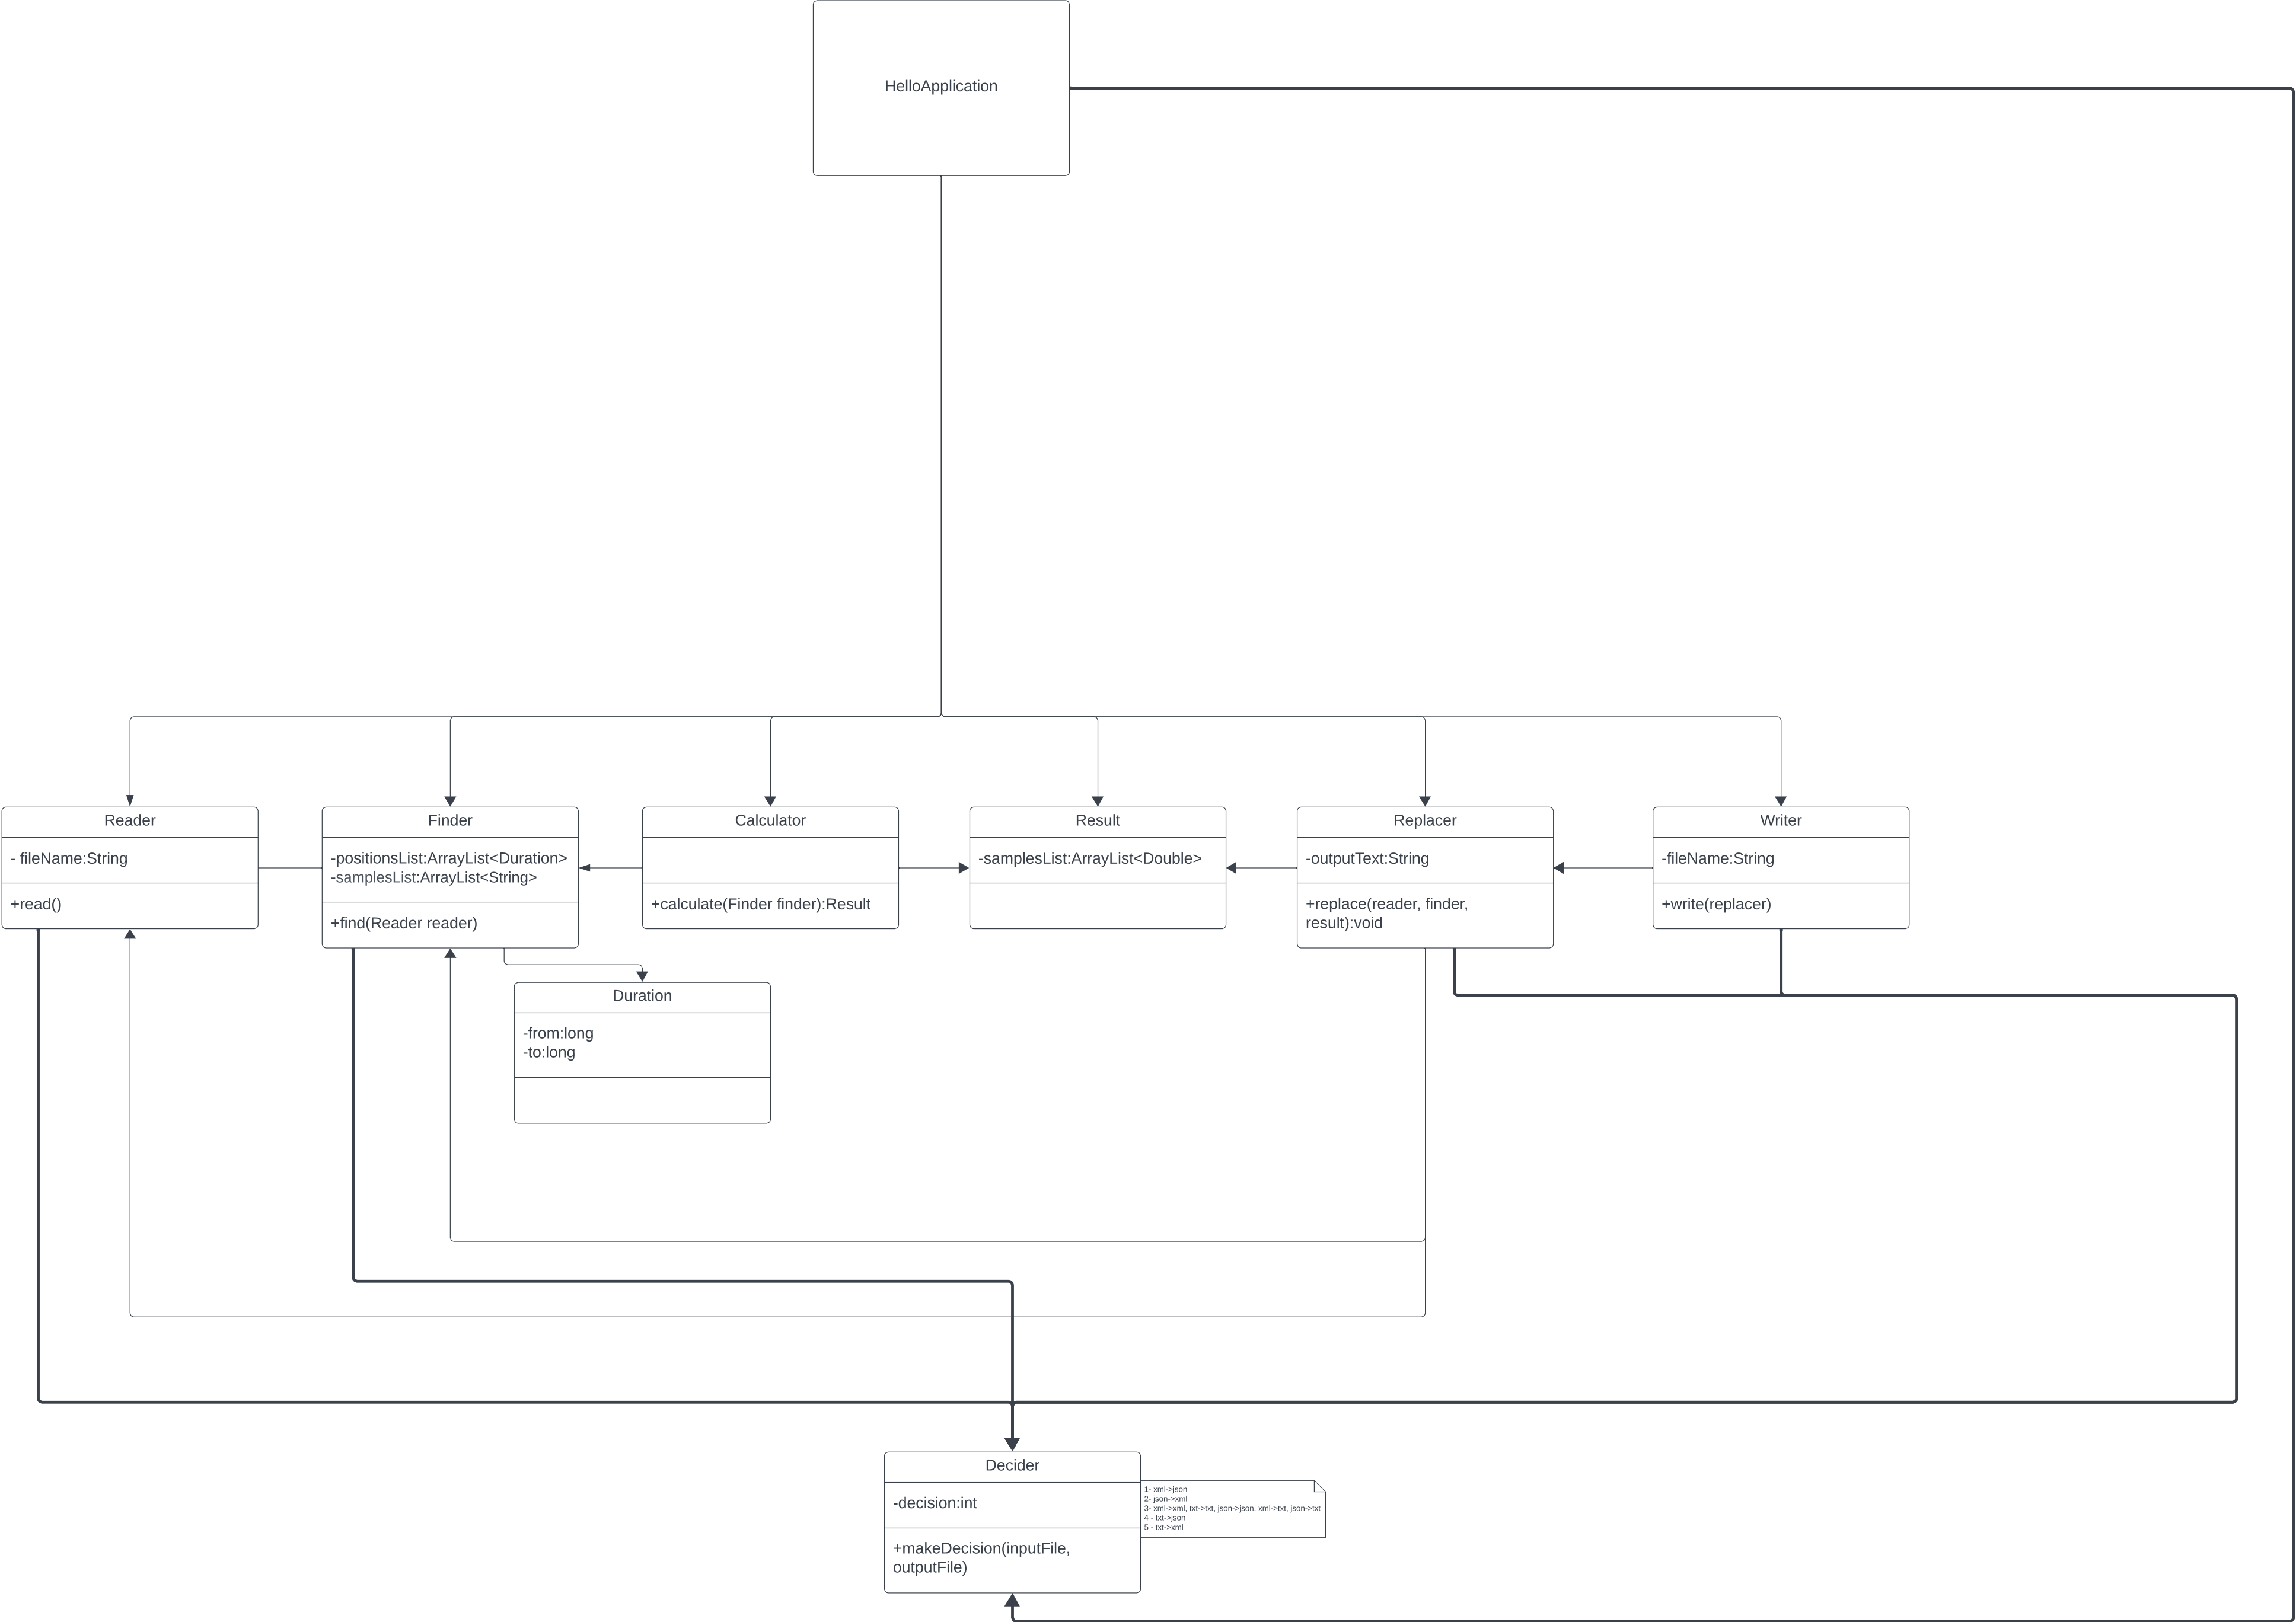 HelloApplication
Reader
- fileName:String
+read()
Finder
-positionsList:ArrayList<Duration>
-samplesList:ArrayList<String>
+find(Reader reader)
Calculator
+calculate(Finder finder):Result
Result
-samplesList:ArrayList<Double>
Replacer
-outputText:String
+replace(reader, finder,
result):void
Writer
-fileName:String
+write(replacer)
Duration
-from:long
-to:long
Decider
-decision:int
+makeDecision(inputFile,
outputFile)
1- xml->json
2- json->xml
3- xml->xml, txt->txt, json->json, xml->txt, json->txt
4 - txt->json
5 - txt->xml